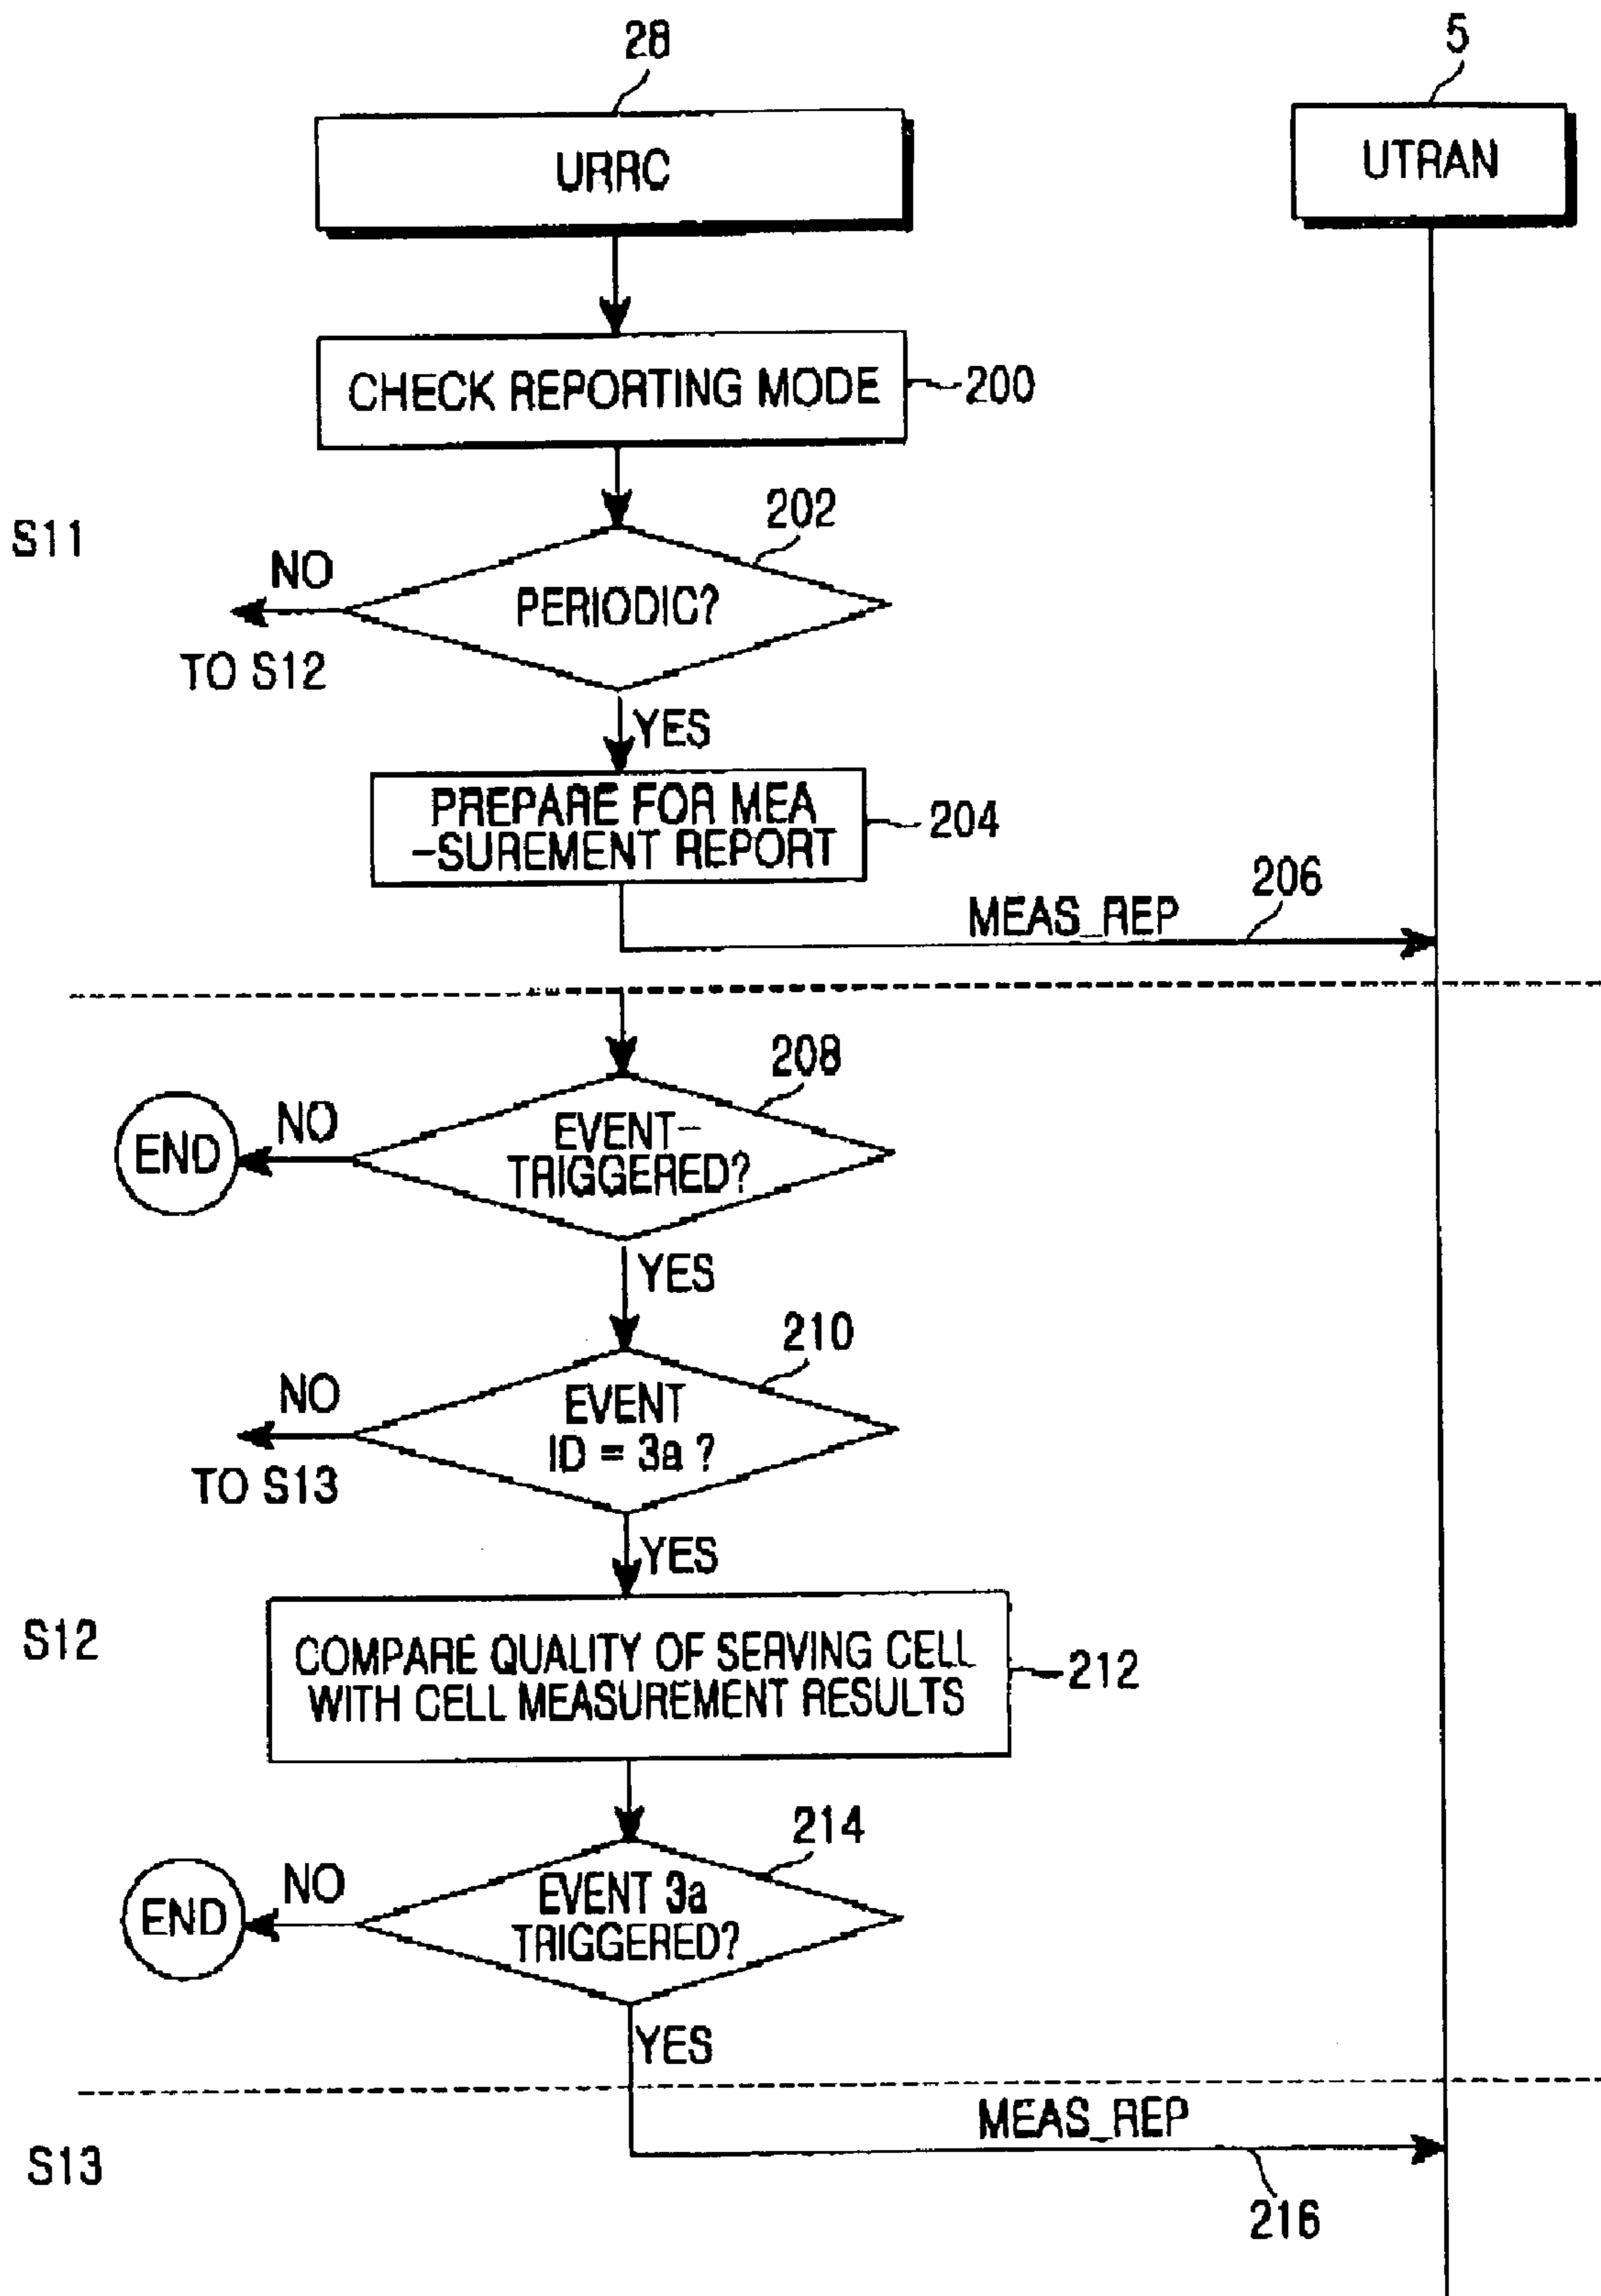 28
5
URRC
UTRAN
CHECK REPORTING MODE
200
202
S11
NO
PERIODIC?
TO S12
YES
PREPARE FOR MEA
-SUREMENT REPORT
204
206
MEAS_REP
208
END
NO
EVENT-
TRIGGERED?
YES
210
NO
EVENT
ID = 3a ?
TO S13
YES
S12
COMPARE QUALITY OF SERVING CELL
WITH CELL MEASUREMENT RESULTS
212
214
END
NO
EVENT 3a
TRIGGERED?
YES
MEAS_REP
S13
216